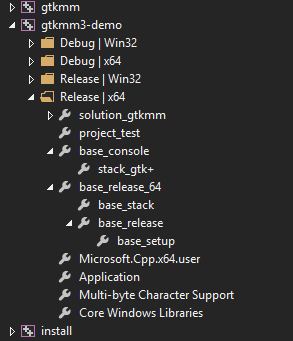 gtkmm
gtkmm3-demo
Debug | Win32
Debug | x64
Release | Win32
Release | x64
solution_gtkmm
project_test
base_console
stack_gtk+
base_release_64
base_stack
base_release
base_setup
Microsoft.Cpp.x64.user
Application
Multi-byte Character Support
Core Windows Libraries
install